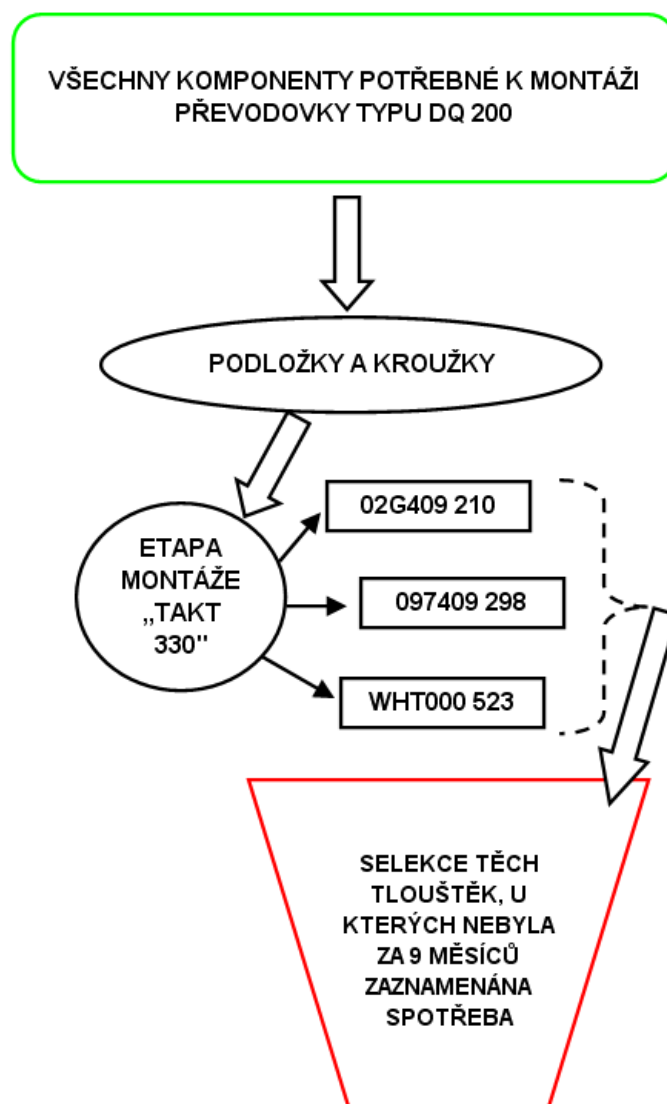 VŠECHNY KOMPONENTY POTŘEBNÉ K MONTÁŽI
PŘEVODOVKY TYPU DQ 200
PODLOŽKY A KROUŽKY
ETAPA
MONTÁŽE
„TAKT
330"
02G409 210
097409 298
WHT000 523
SELEKCE TĚCH
TLOUŠTĚK, U
KTERÝCH NEBYLA
ZA 9 MĚSÍCŮ
ZAZNAMENÁNA
SPOTŘEBA